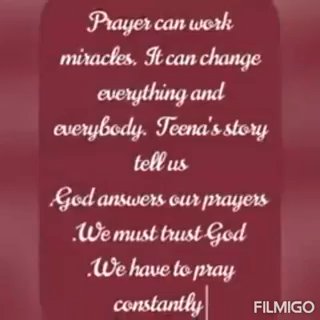 Prayer can work
miracles. It can change
everything and
everybody. Teena's story
tell us
.God answers our prayers
.We must trust God
.We have to pray
constantly
FILMIGO